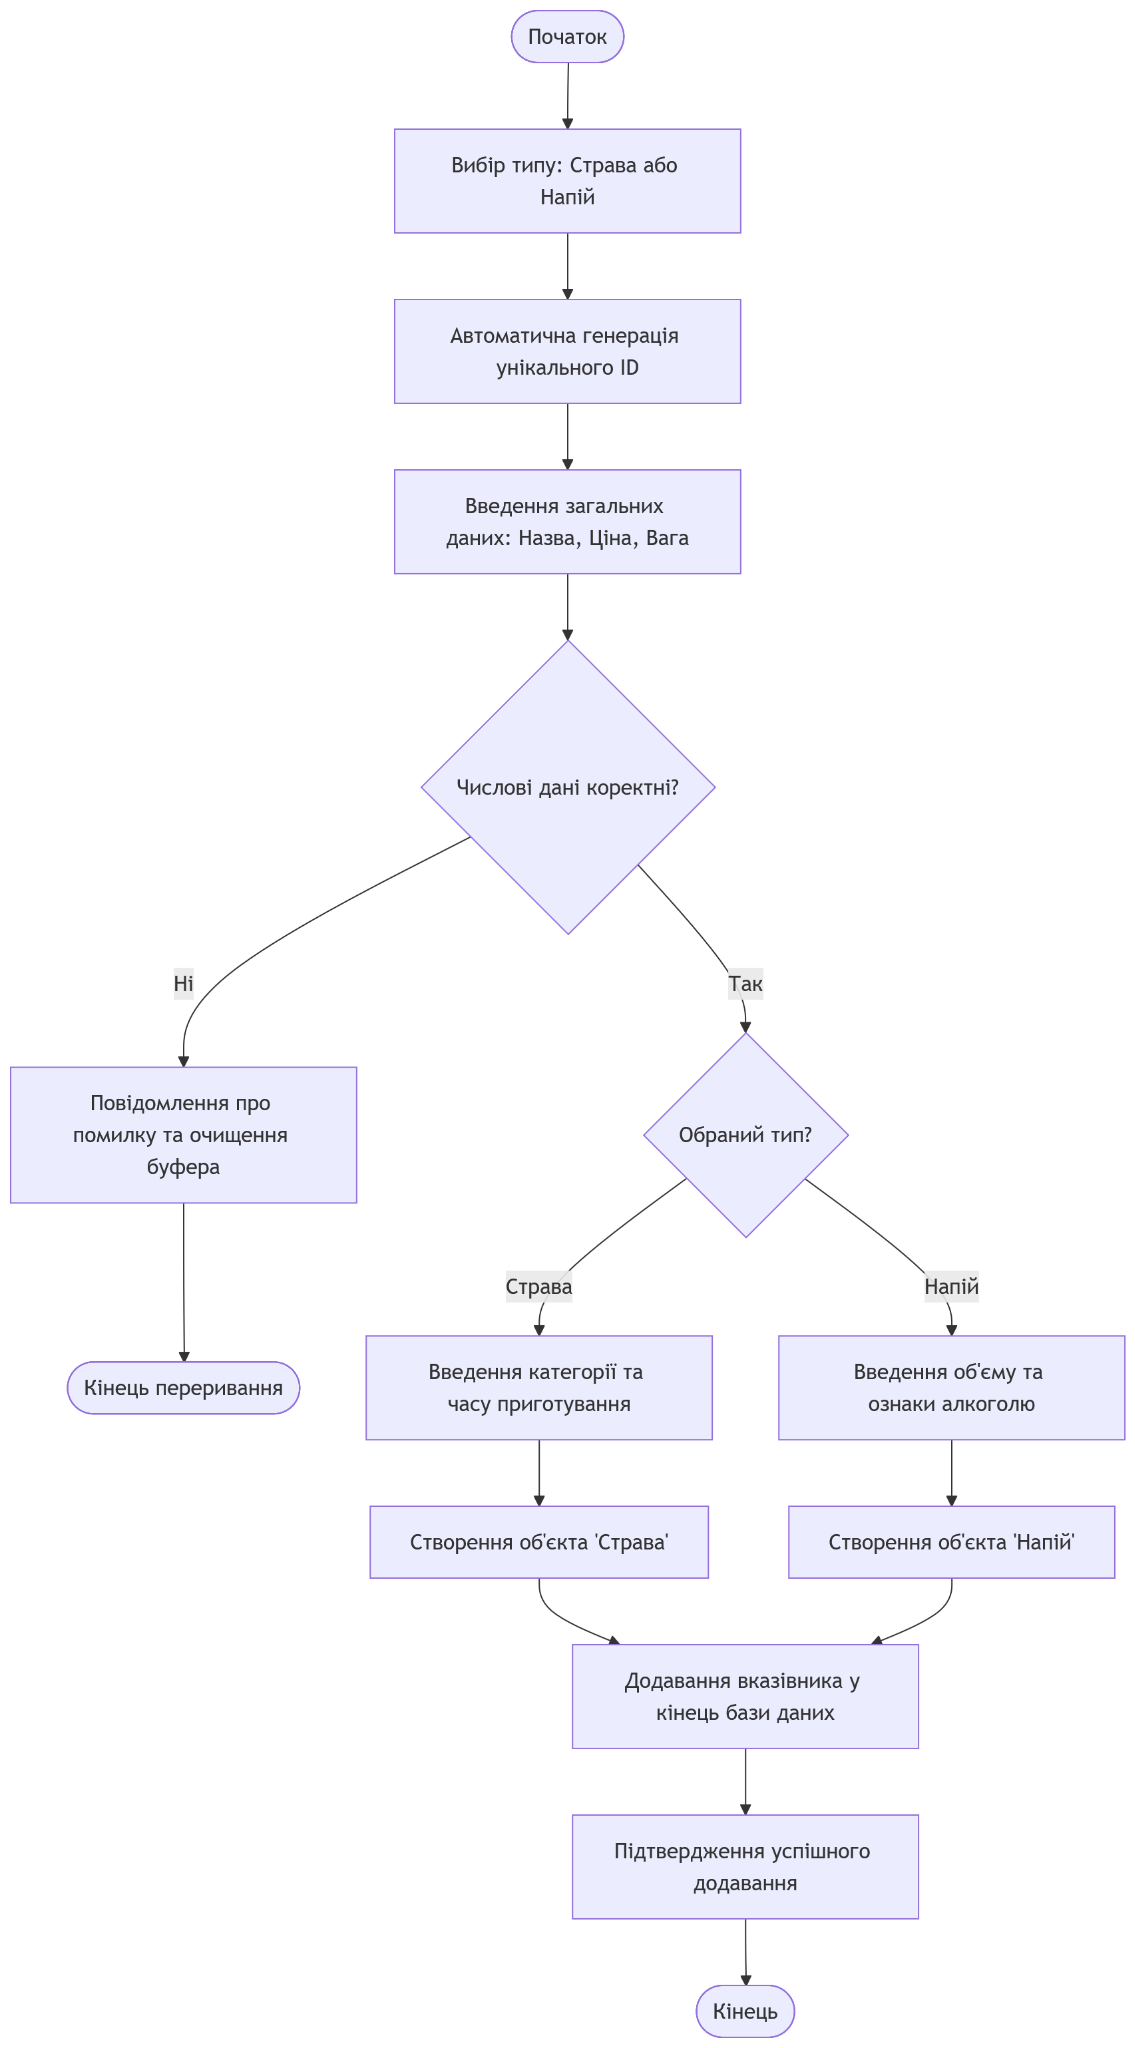 Початок
Вибір типу: Страва або
Напій
Автоматична генерація
унікального ID
Введення загальних
даних: Назва, Ціна, Вага
Числові дані коректні?
Ні
Так
Повідомлення про
помилку та очищення
буфера
Обраний тип?
Страва
Напій
Кінець переривання
Введення категорії та
часу приготування
Введення об'єму та
ознаки алкоголю
Створення об'єкта 'Страва'
Створення об'єкта 'Напій'
Додавання вказівника у
кінець бази даних
Підтвердження успішного
додавання
Кінець